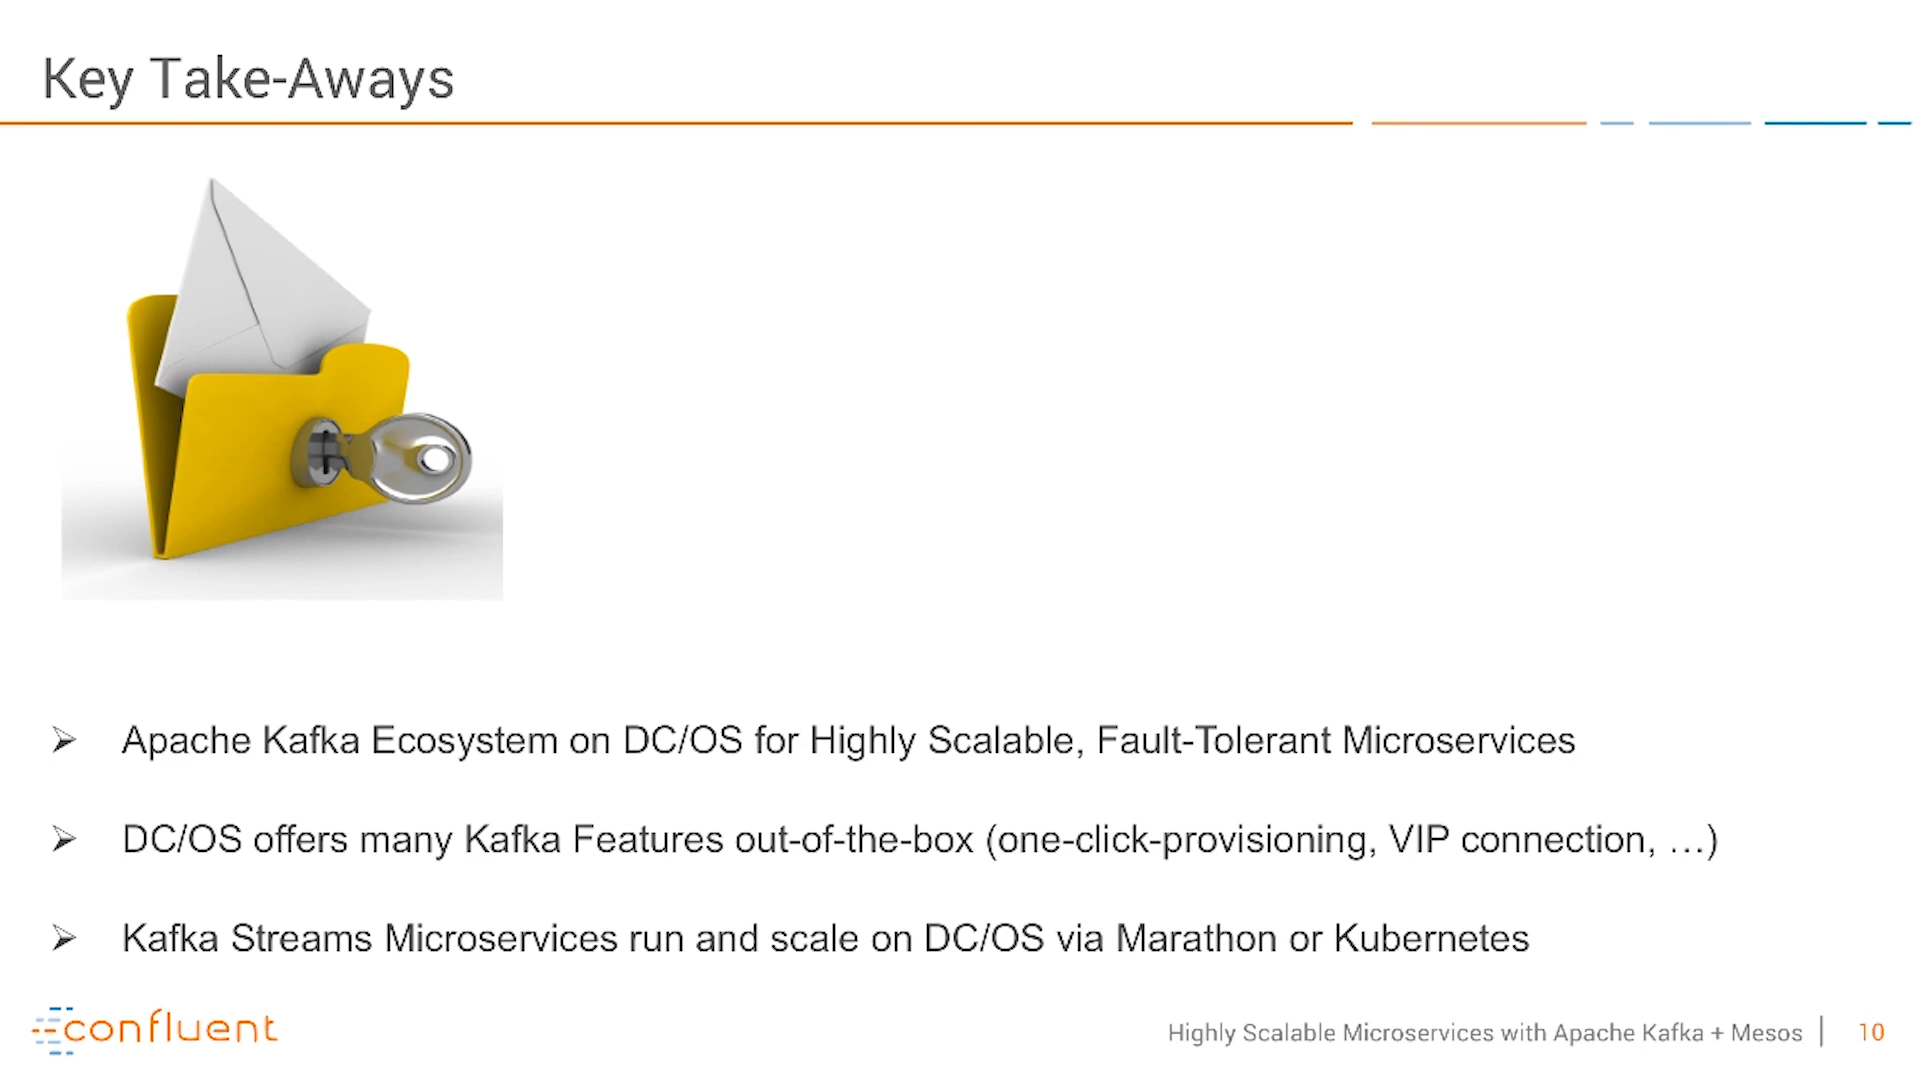 Key Take-Aways
Apache Kafka Ecosystem on DC/OS for Highly Scalable, Fault-Tolerant Microservices
DC/OS offers many Kafka Features out-of-the-box (one-click-provisioning, VIP connection, …)
Kafka Streams Microservices run and scale on DC/OS via Marathon or Kubernetes
confluent
Highly Scalable Microservices with Apache Kafka + Mesos | 10